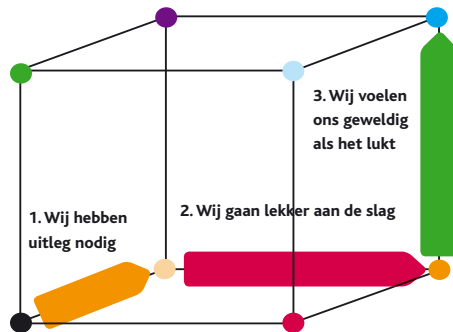 1. Wij hebben
uitleg nodig
2. Wij gaan lekker aan de slag
3. Wij voelen
ons geweldig
als het lukt